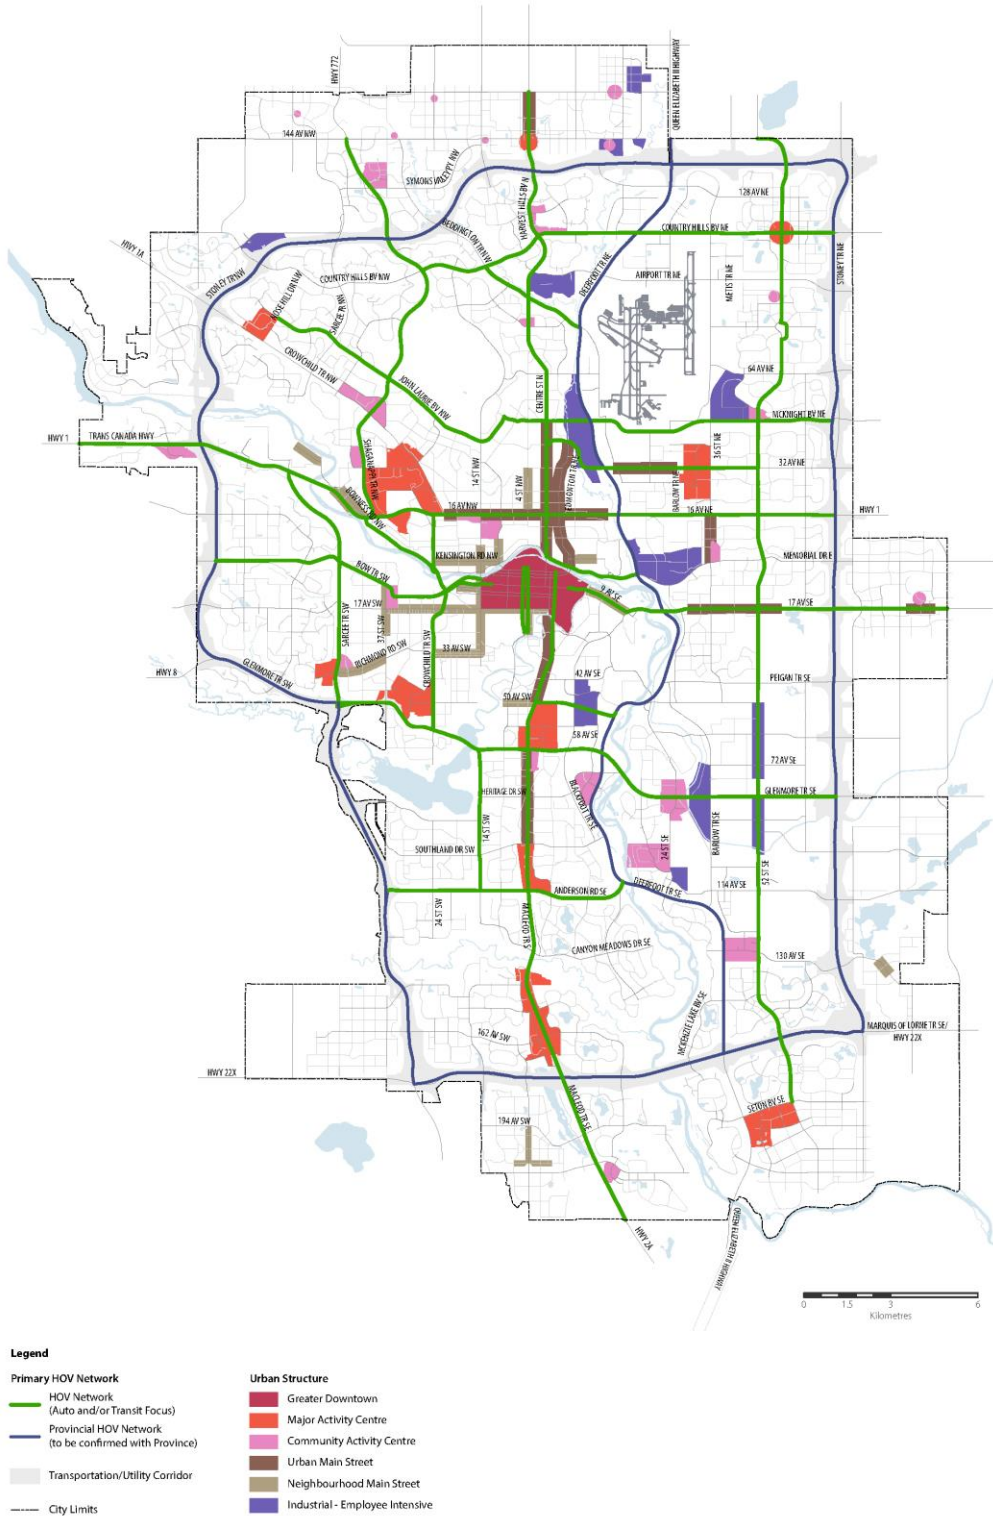 HWY 772
QUEEN ELIZABETH II HIGHWAY
144 AV NW
SYMONS VALLEY PY NW
HARVEST HILLS BV N
128 AV NE
BEDDINGTON TR NW
COUNTRY HILLS BV NE
HWY 1A
STONEY TR NW
COUNTRY HILLS BV NW
DEERFOOT TR NE
AIRPORT TR NE
METIS TR NE
STONEY TR NE
NOSE HILL DR NW
SARCEE TR NW
CROWCHILD TR NW
JOHN LAURIE BV NW
CENTRE ST N
64 AV NE
MCKNIGHT BV NE
HWY 1
TRANS CANADA HWY
SHAGANAPPI TR NW
14 ST NW
4 ST NW
EDMONTON TR NE
36 ST NE
32 AV NE
BARLOW TR NE
BOWNESS RD NW
16 AV NW
16 AV NE
HWY 1
KENSINGTON RD NW
MEMORIAL DR E
BOW TR SW
9 AV SE
17 AV SW
17 AV SE
SARCEE TR SW
37 ST SW
RICHMOND RD SW
CROWCHILD TR SW
33 AV SW
HWY 8
GLENMORE TR SW
42 AV SE
PEIGAN TR SE
50 AV SW
58 AV SE
72 AV SE
HERITAGE DR SW
BLACKFOOT TR SE
GLENMORE TR SE
14 ST SW
BARLOW TR SE
24 ST SE
SOUTHLAND DR SW
52 ST SE
ANDERSON RD SE
DEERFOOT TR SE
114 AV SE
24 ST SW
MACLEOD TR S
CANYON MEADOWS DR SE
130 AV SE
MCKENZIE LAKE BV SE
162 AV SW
MARQUIS OF LORNE TR SE/
HWY 22X
HWY 22X
MACLEOD TR SE
SETON BV SE
194 AV SW
HWY 2A
QUEEN ELIZABETH II HIGHWAY
0 1.5 3 6
Kilometres
Legend
Primary HOV Network
HOV Network
(Auto and/or Transit Focus)
Provincial HOV Network
(to be confirmed with Province)
Transportation/Utility Corridor
City Limits
Urban Structure
Greater Downtown
Major Activity Centre
Community Activity Centre
Urban Main Street
Neighbourhood Main Street
Industrial - Employee Intensive